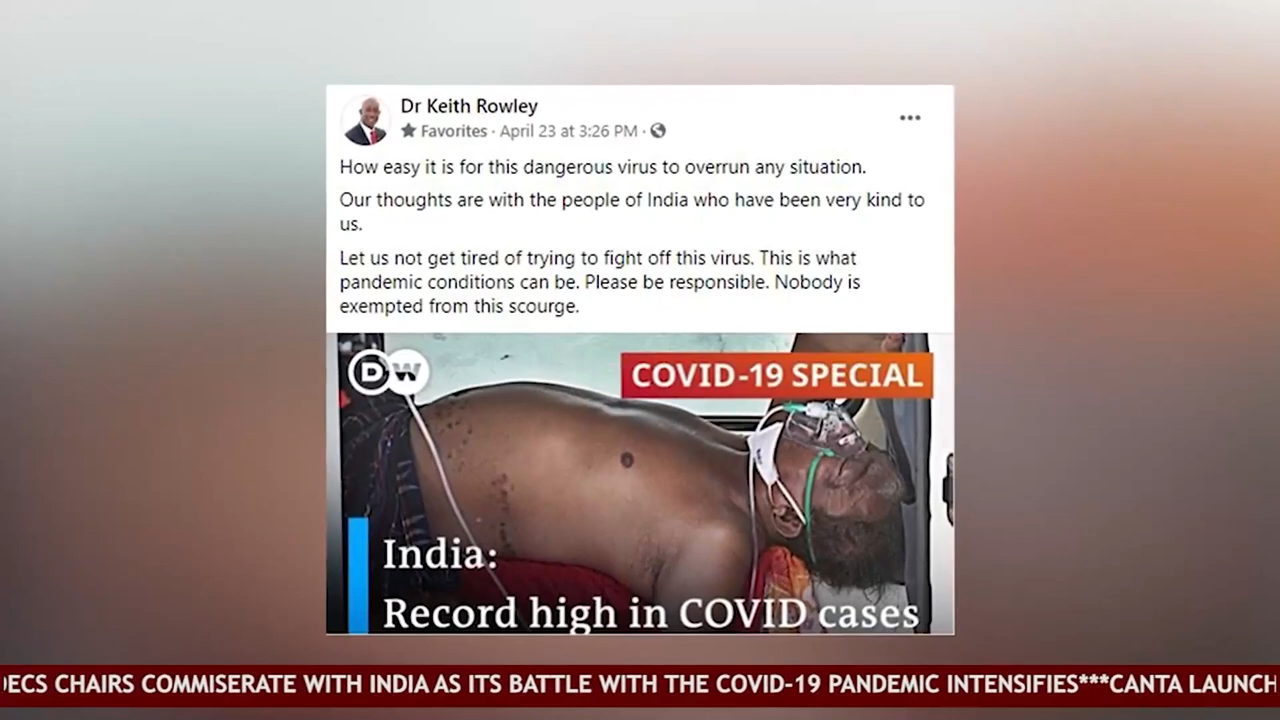 Dr Keith Rowley
Favorites · April 23 at 3:26 PM ·
How easy it is for this dangerous virus to overrun any situation.
Our thoughts are with the people of India who have been very kind to
us.
Let us not get tired of trying to fight off this virus. This is what
pandemic conditions can be. Please be responsible. Nobody is
exempted from this scourge.
DW
COVID-19 SPECIAL
India:
Record high in COVID cases
DECS CHAIRS COMMISERATE WITH INDIA AS ITS BATTLE WITH THE COVID-19 PANDEMIC INTENSIFIES***CANTA LAUNCH